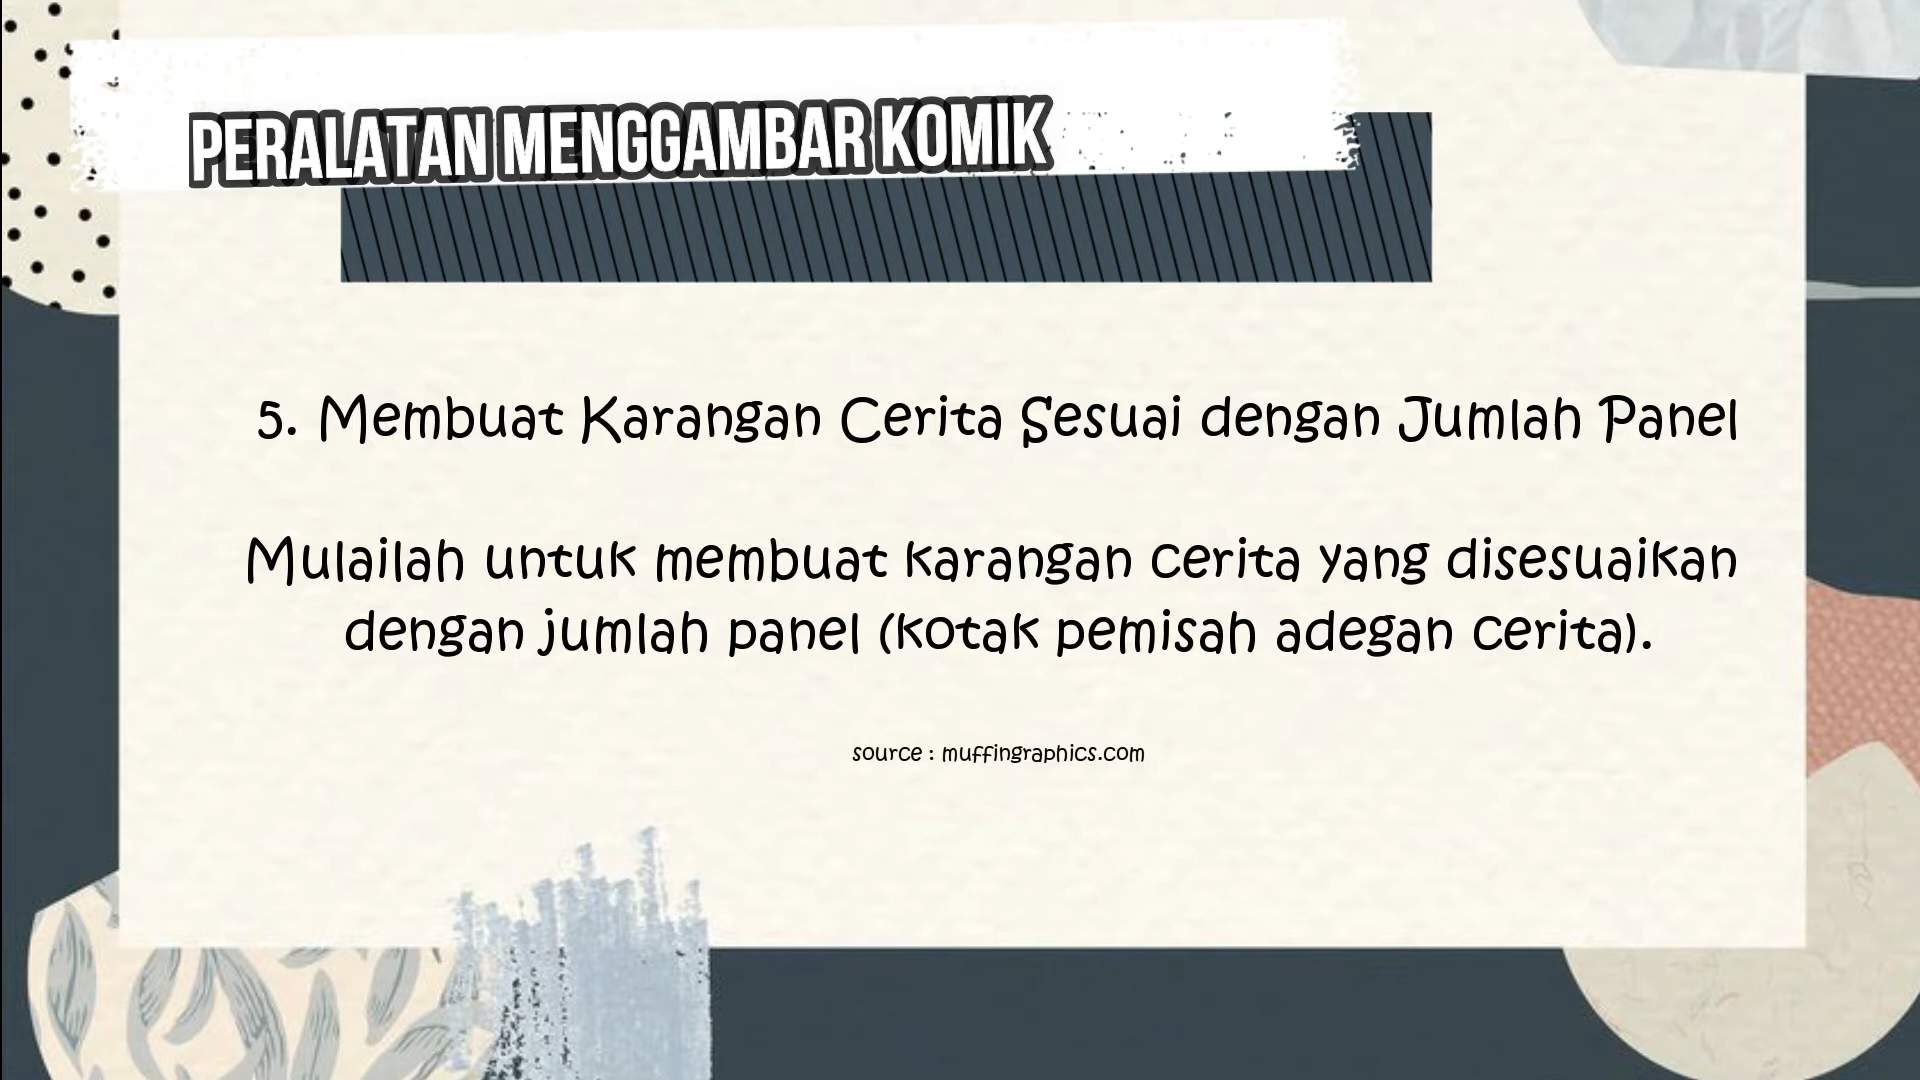 PERALATAN MENGGAMBAR KOMIK
5. Membuat Karangan Cerita Sesuai dengan Jumlah Panel
Mulailah untuk membuat karangan cerita yang disesuaikan
dengan jumlah panel (kotak pemisah adegan cerita).
source : muffingraphics.com